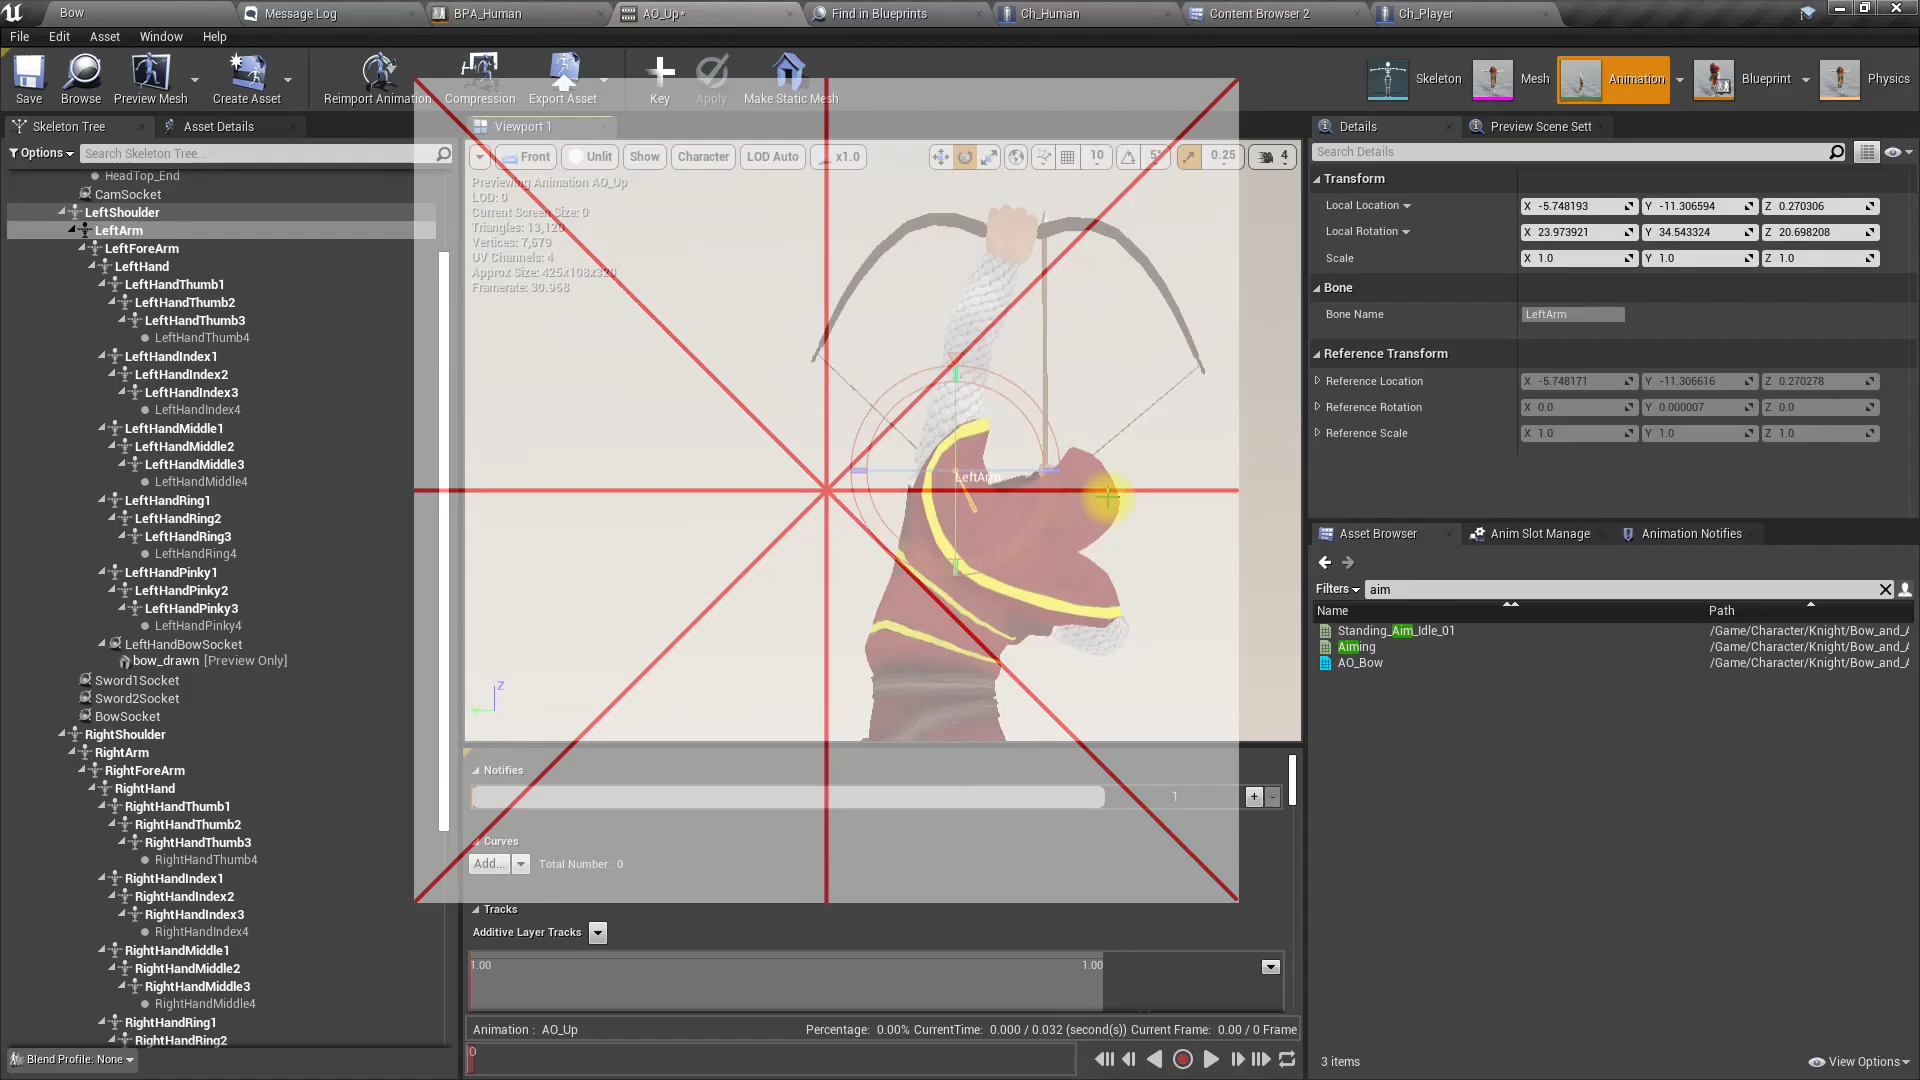 Bow
Message Log
BPA_Human
AO_Up*
Find in Blueprints
Ch_Human
Content Browser 2
Ch_Player
File Edit Asset Window Help
Save
Browse
Preview Mesh
Create Asset
Reimport Animation
Compression
Export Asset
Key
Apply
Make Static Mesh
Skeleton
Mesh
Animation
Blueprint
Physics
Skeleton Tree
Asset Details
Options
Search Skeleton Tree...
HeadTop_End
CamSocket
LeftShoulder
LeftArm
LeftForeArm
LeftHand
LeftHandThumb1
LeftHandThumb2
LeftHandThumb3
LeftHandThumb4
LeftHandIndex1
LeftHandIndex2
LeftHandIndex3
LeftHandIndex4
LeftHandMiddle1
LeftHandMiddle2
LeftHandMiddle3
LeftHandMiddle4
LeftHandRing1
LeftHandRing2
LeftHandRing3
LeftHandRing4
LeftHandPinky1
LeftHandPinky2
LeftHandPinky3
LeftHandPinky4
LeftHandBowSocket
bow_drawn [Preview Only]
Sword1Socket
Sword2Socket
BowSocket
RightShoulder
RightArm
RightForeArm
RightHand
RightHandThumb1
RightHandThumb2
RightHandThumb3
RightHandThumb4
RightHandIndex1
RightHandIndex2
RightHandIndex3
RightHandIndex4
RightHandMiddle1
RightHandMiddle2
RightHandMiddle3
RightHandMiddle4
RightHandRing1
RightHandRing2
Blend Profile: None
Viewport 1
Front Unlit Show Character LOD Auto x1.0
10 5° 0.25 4
Previewing Animation AO_Up
LOD: 0
Current Screen Size: 0
Triangles: 13,120
Vertices: 7,679
UV Channels: 4
Approx Size: 425x108x320
Framerate: 30.968
LeftArm
Z
Notifies
1
+ -
Curves
Add...
Total Number : 0
Tracks
Additive Layer Tracks
1.00 1.00
Animation : AO_Up
Percentage: 0.00% CurrentTime: 0.000 / 0.032 (second(s)) Current Frame: 0.00 / 0 Frame
0
Details
Preview Scene Sett
Search Details
Transform
Local Location X -5.748193 Y -11.306594 Z 0.270306
Local Rotation X 23.973921 Y 34.543324 Z 20.698208
Scale X 1.0 Y 1.0 Z 1.0
Bone
Bone Name LeftArm
Reference Transform
Reference Location X -5.748171 Y -11.306616 Z 0.270278
Reference Rotation X 0.0 Y 0.000007 Z 0.0
Reference Scale X 1.0 Y 1.0 Z 1.0
Asset Browser
Anim Slot Manage
Animation Notifies
Filters aim
Name Path
Standing_Aim_Idle_01 /Game/Character/Knight/Bow_and_A
Aiming /Game/Character/Knight/Bow_and_A
AO_Bow /Game/Character/Knight/Bow_and_A
3 items
View Options